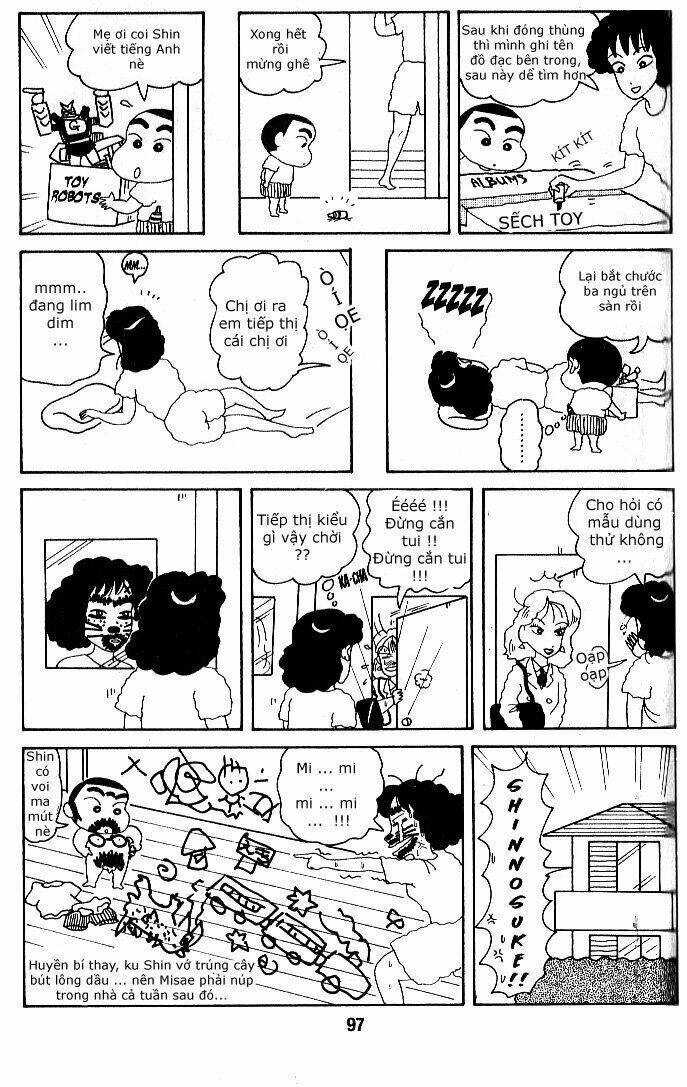 Sau khi đóng thùng
thì mình ghi tên
đồ đạc bên trong,
sau này dể tìm hơn
KÍT KÍT
ALBUMS
SẾCH TOY
Xong hết
rồi
mừng ghê
Mẹ ơi coi Shin
viết tiếng Anh
nè
G
TOY
ROBOTS
Lại bắt chước
ba ngủ trên
sàn rồi
ZZZZZ
........
Ò Í ỌE
Ò Í ỌE
Chị ơi ra
em tiếp thị
cái chị ơi
MM...
mmm..
đang lim
dim
...
Cho hỏi có
mẫu dùng
thử không
...
Oạp
oạp
Éééé !!!
Đừng cắn
tui !!
Đừng cắn tui
!!!
Tiếp thị kiểu
gì vậy chời
??
KA-CHA
SHINNOSUKE!!
Mi ... mi
...
mi ... mi
... !!!
Shin
có
voi
ma
mút
nè
Huyền bí thay, ku Shin vớ trúng cây
bút lông dầu ... nên Misae phải núp
trong nhà cả tuần sau đó...
97